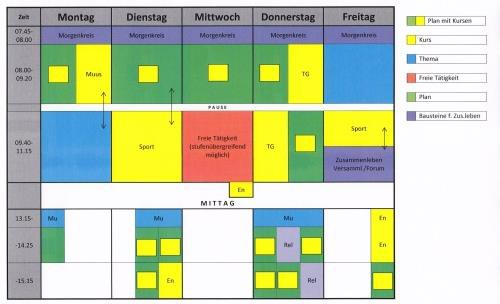 Zeit Montag Dienstag Mittwoch Donnerstag Freitag
07.45-
08.00
Morgenkreis Morgenkreis Morgenkreis Morgenkreis Morgenkreis
08.00-
09.20
Muus TG
PAUSE
09.40-
11.15
Sport
Freie Tätigkeit
(stufenübergreifend
möglich)
TG
Sport
Zusammenleben
Versamml./Forum
En
MITTAG
13.15- Mu Mu Mu En
-14.25 Rel En
-15.15 En Rel
Plan mit Kursen
Kurs
Thema
Freie Tätigkeit
Plan
Bausteine f. Zus.leben